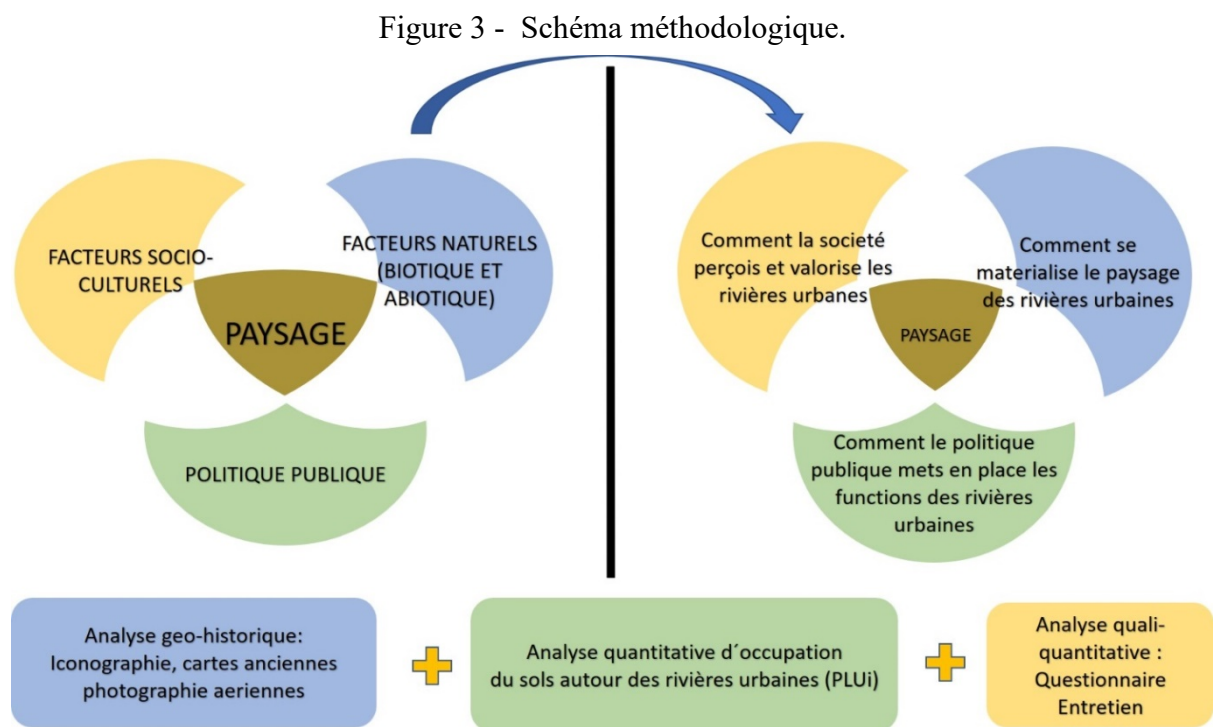 Figure 3 - Schéma méthodologique.
FACTEURS SOCIO-
CULTURELS
FACTEURS NATURELS
(BIOTIQUE ET
ABIOTIQUE)
PAYSAGE
POLITIQUE PUBLIQUE
Comment la societé
perçois et valorise les
rivières urbanes
Comment se
materialise le paysage
des rivières urbaines
PAYSAGE
Comment le politique
publique mets en place les
functions des rivières
urbaines
Analyse geo-historique:
Iconographie, cartes anciennes
photographie aeriennes
Analyse quantitative d´occupation
du sols autour des rivières urbaines (PLUi)
Analyse quali-
quantitative :
Questionnaire
Entretien